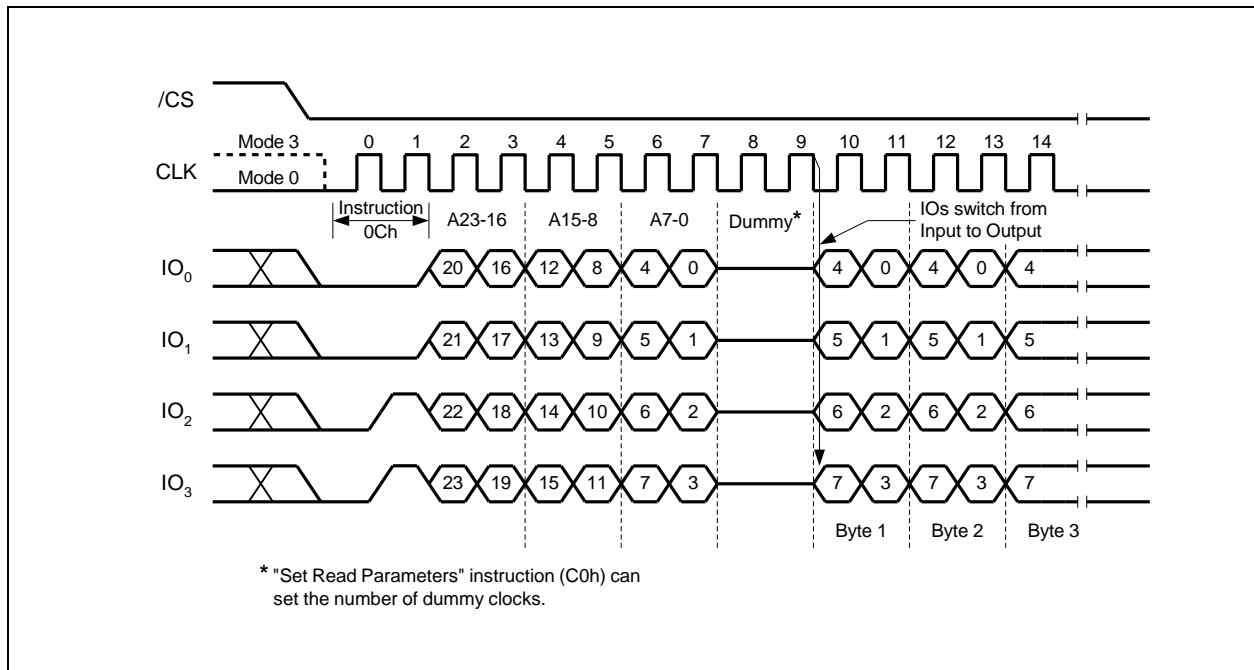 /CS
Mode 3 0 1 2 3 4 5 6 7 8 9 10 11 12 13 14
CLK
Mode 0
Instruction
0Ch
A23-16 A15-8 A7-0 Dummy*
IOs switch from
Input to Output
IO0 20 16 12 8 4 0 4 0 4 0 4
IO1 21 17 13 9 5 1 5 1 5 1 5
IO2 22 18 14 10 6 2 6 2 6 2 6
IO3 23 19 15 11 7 3 7 3 7 3 7
Byte 1 Byte 2 Byte 3
* "Set Read Parameters" instruction (C0h) can
set the number of dummy clocks.